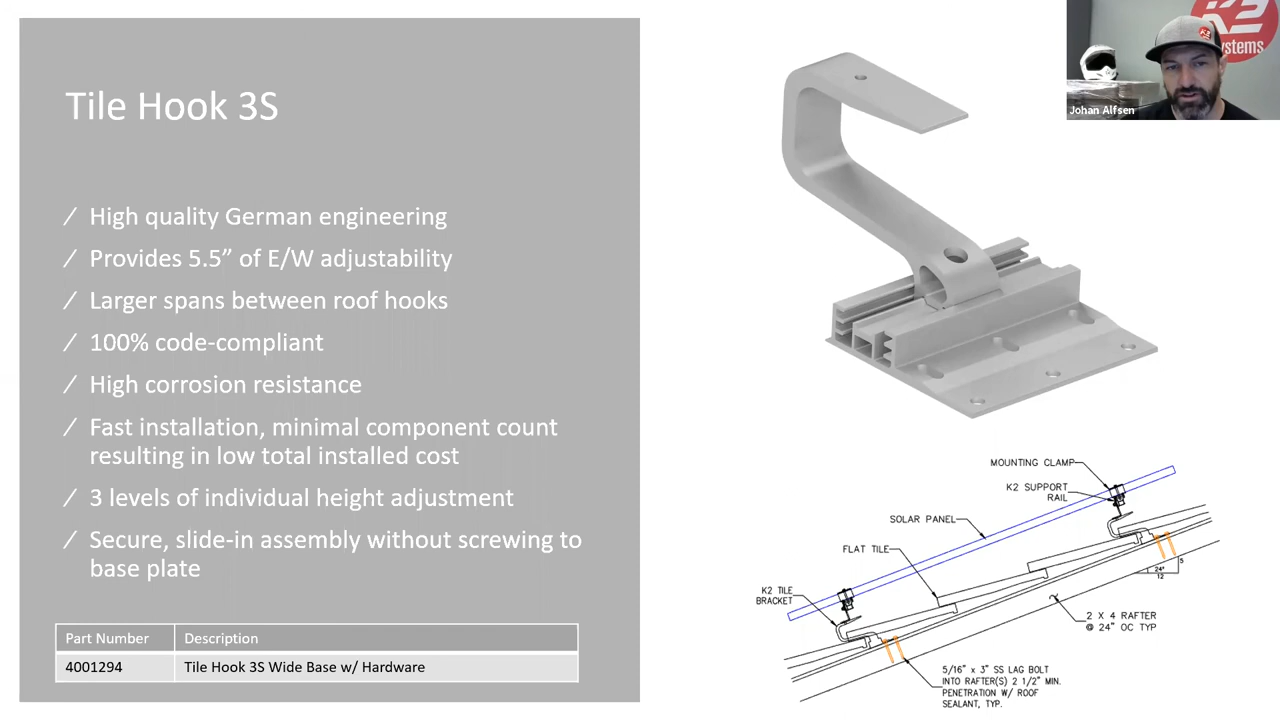 Tile Hook 3S
/ High quality German engineering
/ Provides 5.5” of E/W adjustability
/ Larger spans between roof hooks
/ 100% code-compliant
/ High corrosion resistance
/ Fast installation, minimal component count
resulting in low total installed cost
/ 3 levels of individual height adjustment
/ Secure, slide-in assembly without screwing to
base plate
Part Number Description
4001294 Tile Hook 3S Wide Base w/ Hardware
K2
systems
Johan Alfsen
MOUNTING CLAMP
K2 SUPPORT
RAIL
SOLAR PANEL
FLAT TILE
K2 TILE
BRACKET
24°
5
12
2 X 4 RAFTER
@ 24" OC TYP
5/16" x 3" SS LAG BOLT
INTO RAFTER(S) 2 1/2" MIN.
PENETRATION W/ ROOF
SEALANT, TYP.